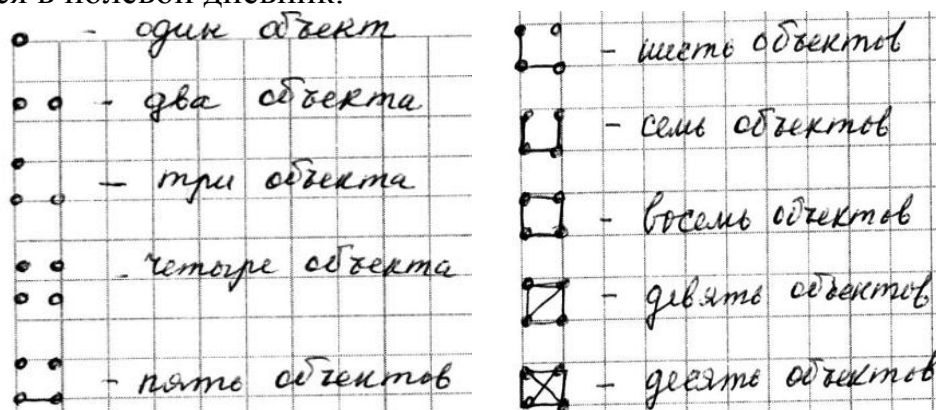 ся в полевой дневник.
- один объект
- два объекта
- три объекта
- четыре объекта
- пять объектов
- шесть объектов
- семь объектов
- восемь объектов
- девять объектов
- десять объектов